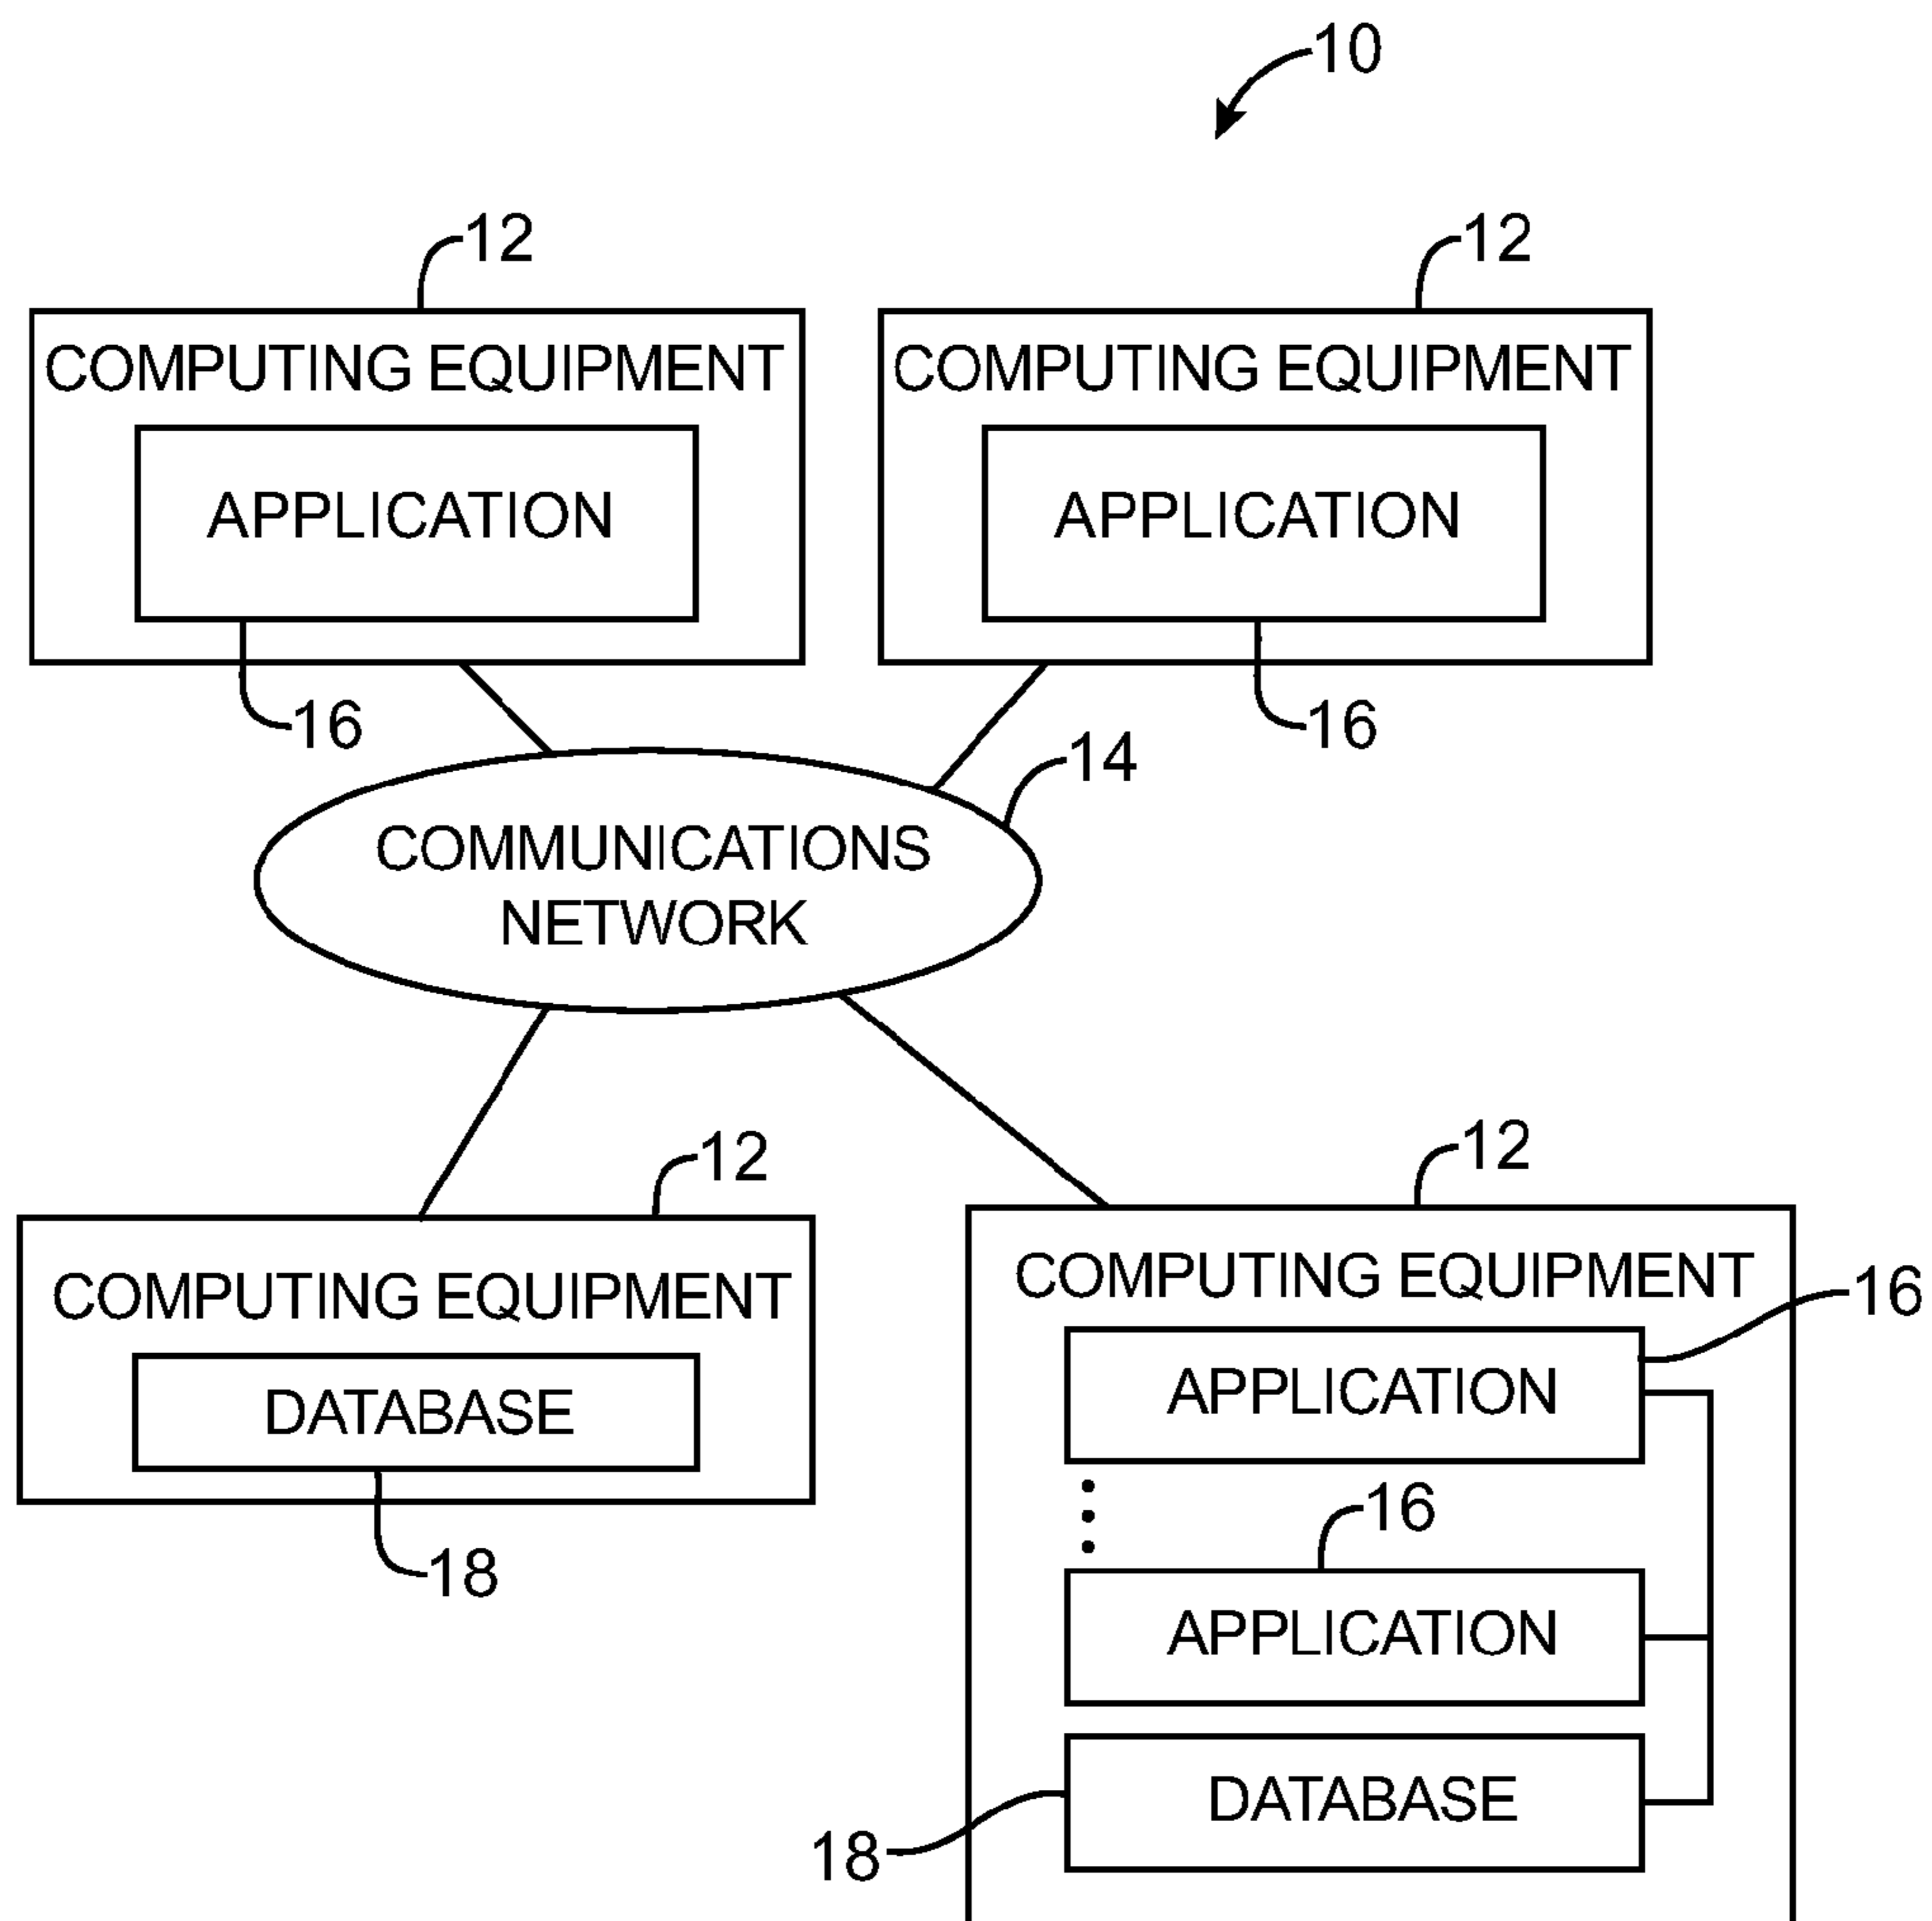 10
12
12
COMPUTING EQUIPMENT
COMPUTING EQUIPMENT
APPLICATION
APPLICATION
16
16
14
COMMUNICATIONS
NETWORK
12
12
COMPUTING EQUIPMENT
DATABASE
18
COMPUTING EQUIPMENT
16
APPLICATION
16
APPLICATION
DATABASE
18